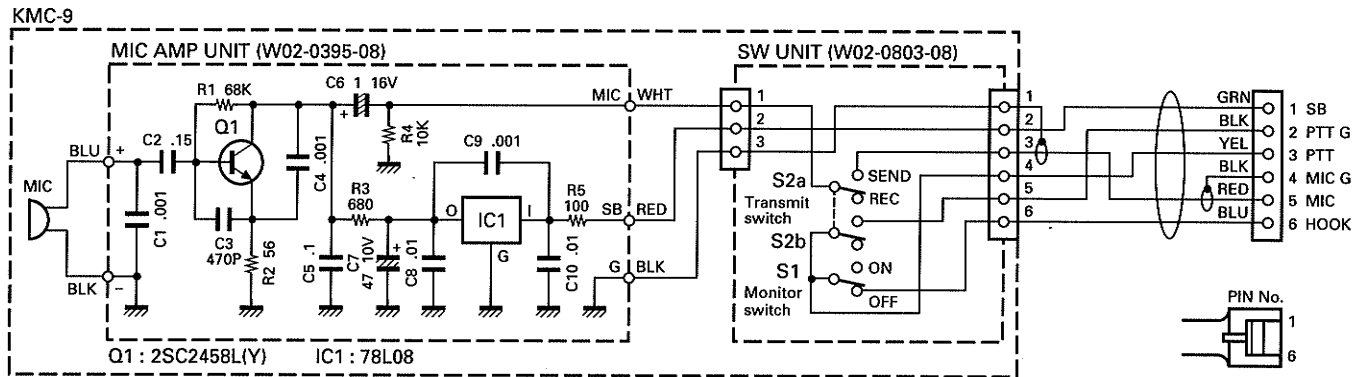 KMC-9
MIC AMP UNIT (W02-0395-08)
SW UNIT (W02-0803-08)
C6 1 16V
R1 68K
MIC WHT
Q1
R4 10K
C2 .15
BLU +
C4 .001
C9 .001
MIC
C1 .001
R3 680
O IC1 I
R5 100
SB RED
G
C3 470P
R2 56
C5 .1
C7 47 10V +
C8 .01
C10 .01
G BLK
BLK −
Q1 : 2SC2458L(Y) IC1 : 78L08
1
2
3
S2a
Transmit switch
SEND
REC
S2b
S1
Monitor switch
ON
OFF
1
2
3
4
5
6
GRN 1 SB
BLK 2 PTT G
YEL 3 PTT
BLK 4 MIC G
RED 5 MIC
BLU 6 HOOK
PIN No.
1
6